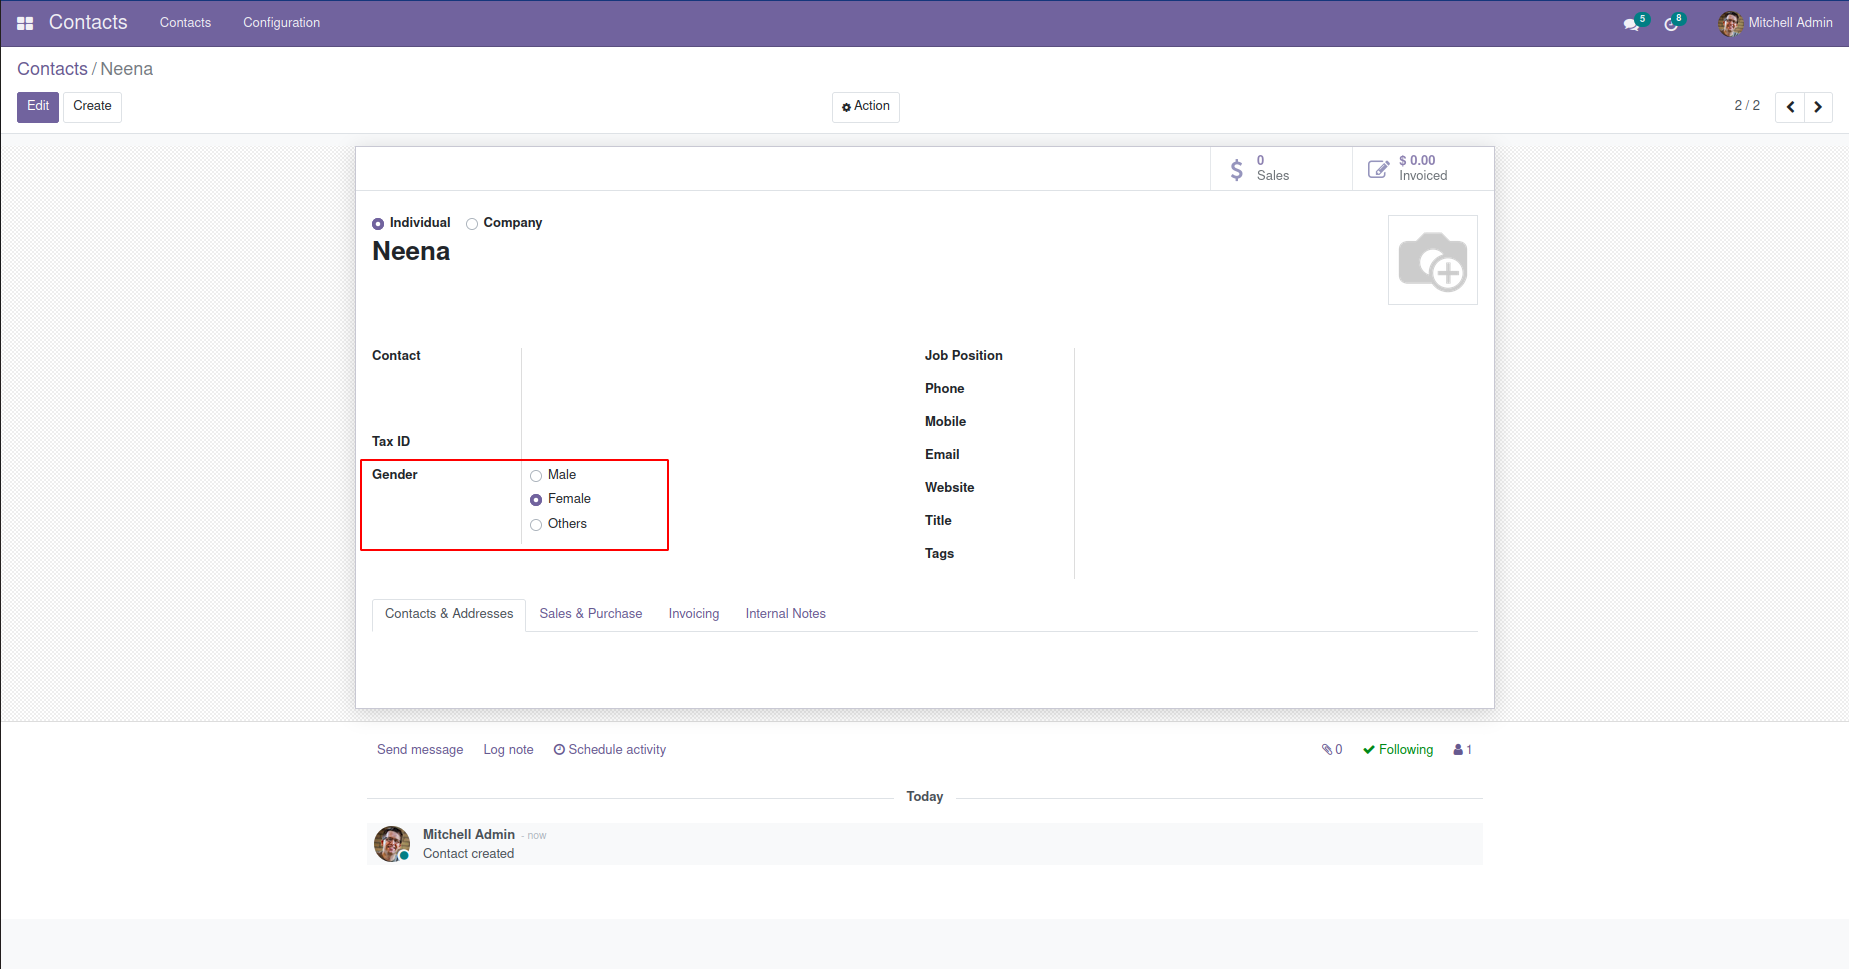 Contacts Contacts Configuration 5 8 Mitchell Admin
Contacts / Neena
Edit Create Action 2 / 2
0 Sales
$ 0.00 Invoiced
Individual Company
Neena
Contact
Tax ID
Gender
Male
Female
Others
Job Position
Phone
Mobile
Email
Website
Title
Tags
Contacts & Addresses Sales & Purchase Invoicing Internal Notes
Send message Log note Schedule activity 0 Following 1
Today
Mitchell Admin - now
Contact created